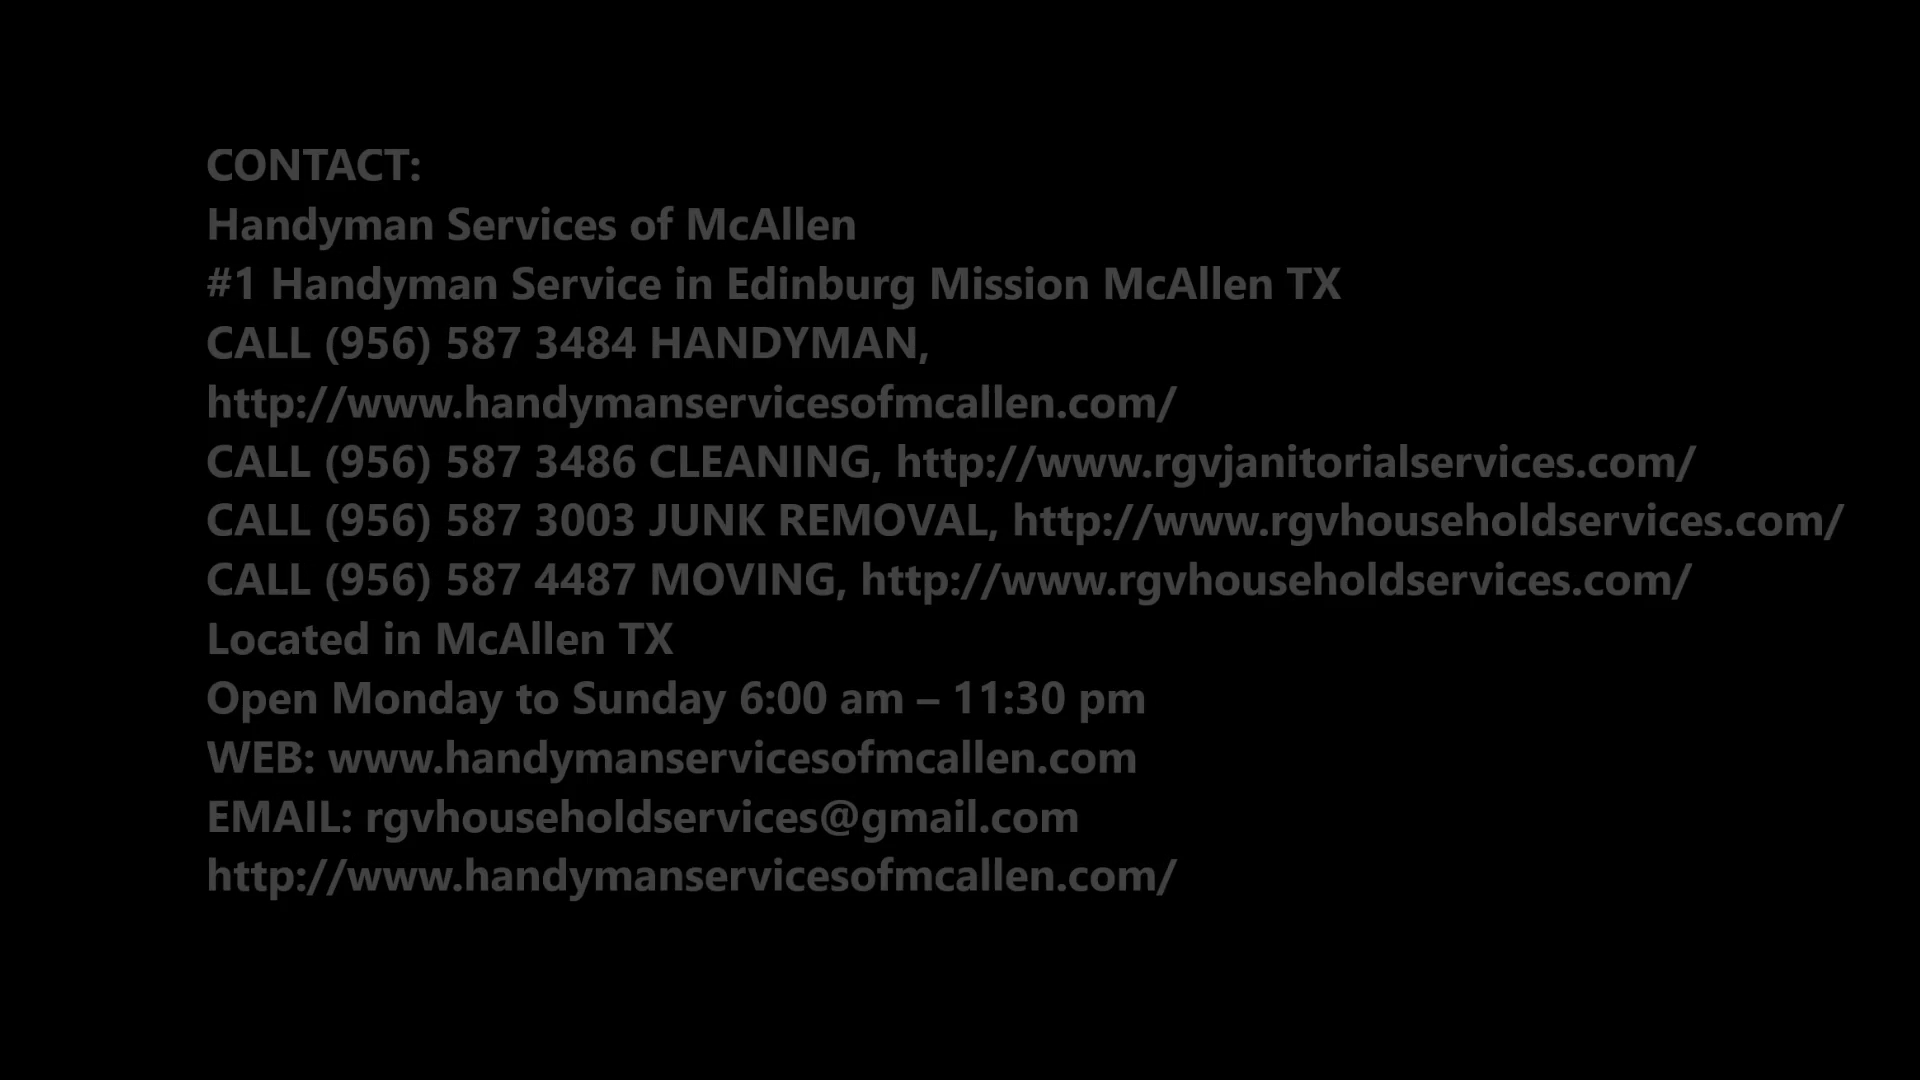 CONTACT:
Handyman Services of McAllen
#1 Handyman Service in Edinburg Mission McAllen TX
CALL (956) 587 3484 HANDYMAN,
http://www.handymanservicesofmcallen.com/
CALL (956) 587 3486 CLEANING, http://www.rgvjanitorialservices.com/
CALL (956) 587 3003 JUNK REMOVAL, http://www.rgvhouseholdservices.com/
CALL (956) 587 4487 MOVING, http://www.rgvhouseholdservices.com/
Located in McAllen TX
Open Monday to Sunday 6:00 am – 11:30 pm
WEB: www.handymanservicesofmcallen.com
EMAIL: rgvhouseholdservices@gmail.com
http://www.handymanservicesofmcallen.com/